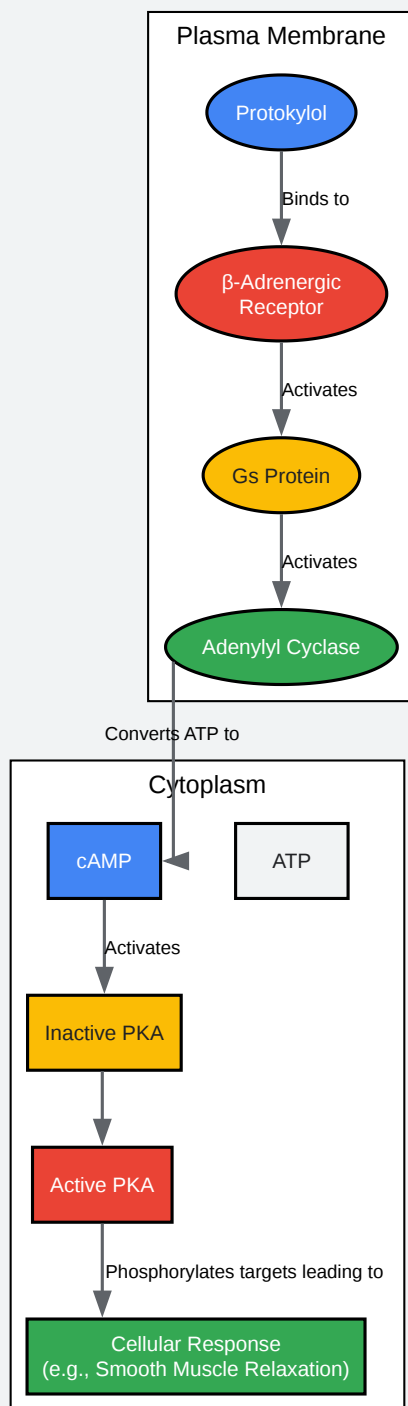 Plasma Membrane
Protokylol
Binds to
β-Adrenergic
Receptor
Activates
Gs Protein
Activates
Adenylyl Cyclase
Converts ATP to
Cytoplasm
cAMP
ATP
Activates
Inactive PKA
Active PKA
Phosphorylates targets leading to
Cellular Response
(e.g., Smooth Muscle Relaxation)